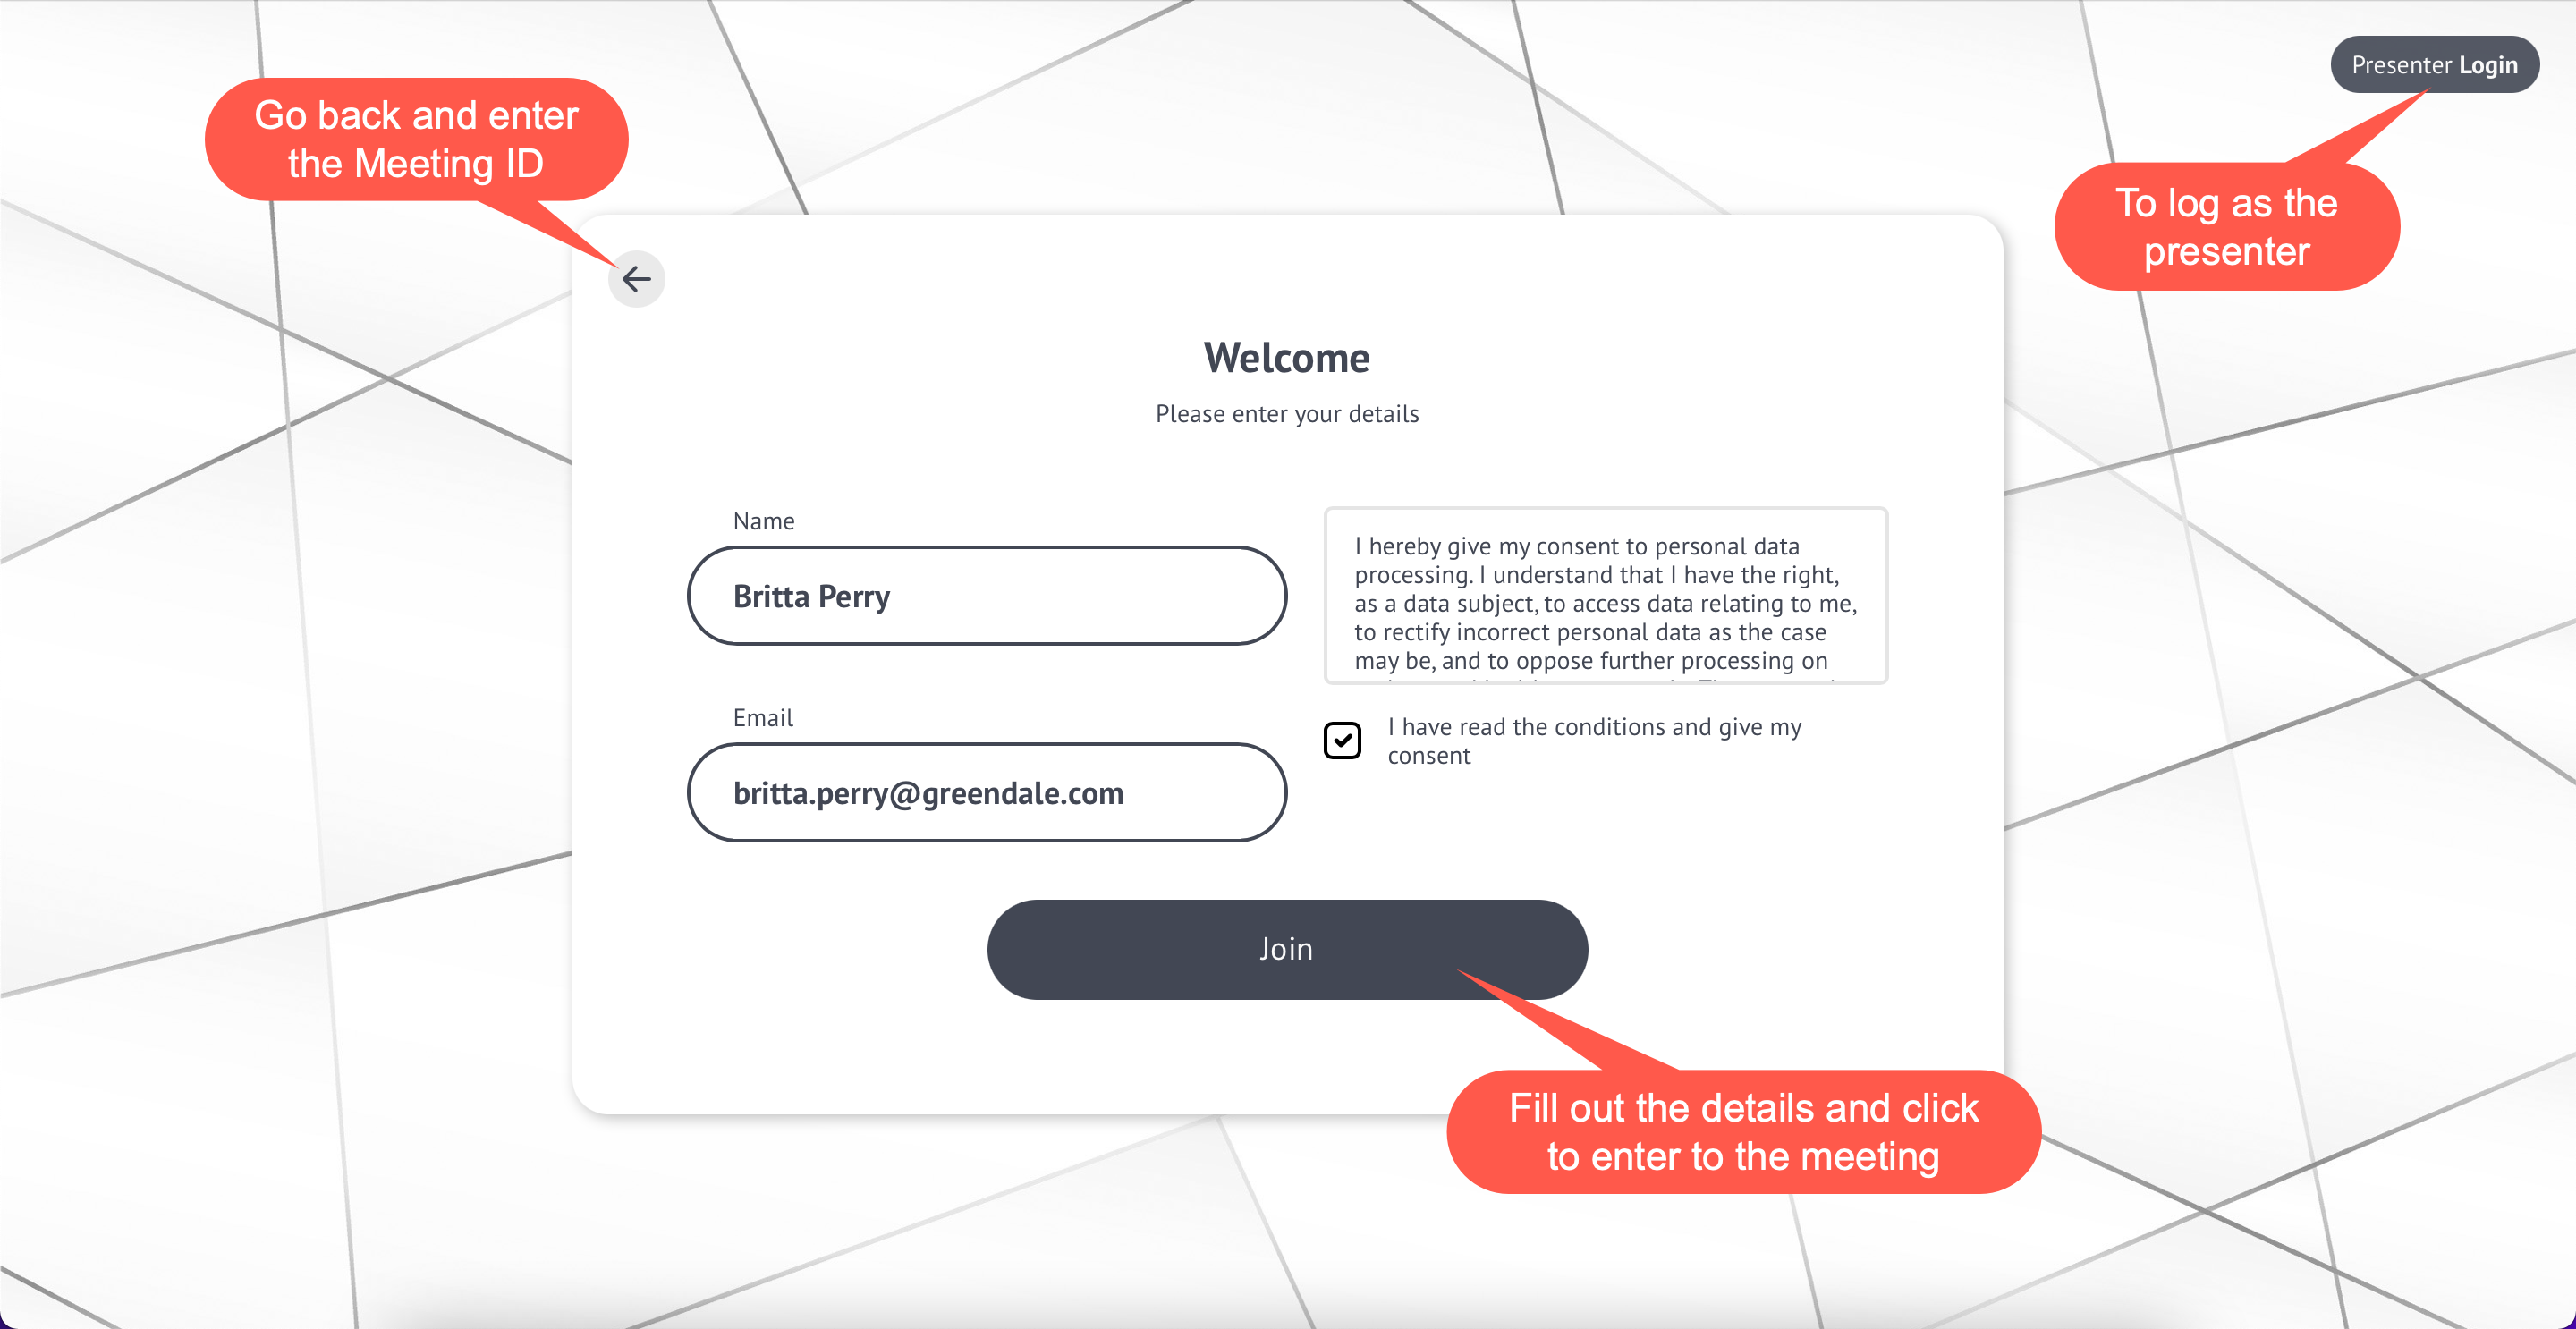 Presenter Login
Go back and enter
the Meeting ID
To log as the
presenter
Welcome
Please enter your details
Name
Britta Perry
Email
britta.perry@greendale.com
I hereby give my consent to personal data
processing. I understand that I have the right,
as a data subject, to access data relating to me,
to rectify incorrect personal data as the case
may be, and to oppose further processing on
I have read the conditions and give my
consent
Join
Fill out the details and click
to enter to the meeting